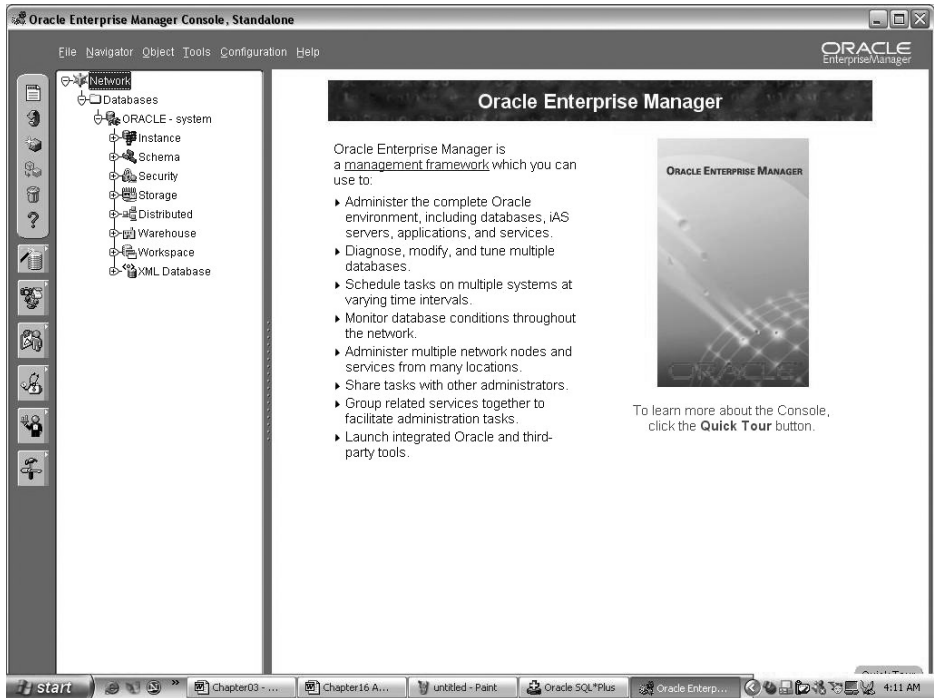 Oracle Enterprise Manager Console, Standalone
File Navigator Object Tools Configuration Help
ORACLE
EnterpriseManager
Network
Databases
ORACLE - system
Instance
Schema
Security
Storage
Distributed
Warehouse
Workspace
XML Database
Oracle Enterprise Manager
Oracle Enterprise Manager is
a management framework which you can
use to:
Administer the complete Oracle
environment, including databases, iAS
servers, applications, and services.
Diagnose, modify, and tune multiple
databases.
Schedule tasks on multiple systems at
varying time intervals.
Monitor database conditions throughout
the network.
Administer multiple network nodes and
services from many locations.
Share tasks with other administrators.
Group related services together to
facilitate administration tasks.
Launch integrated Oracle and third-
party tools.
ORACLE ENTERPRISE MANAGER
ORACLE
To learn more about the Console,
click the Quick Tour button.
start
Chapter03 - ...
Chapter16 A...
untitled - Paint
Oracle SQL*Plus
Oracle Enterp...
4:11 AM